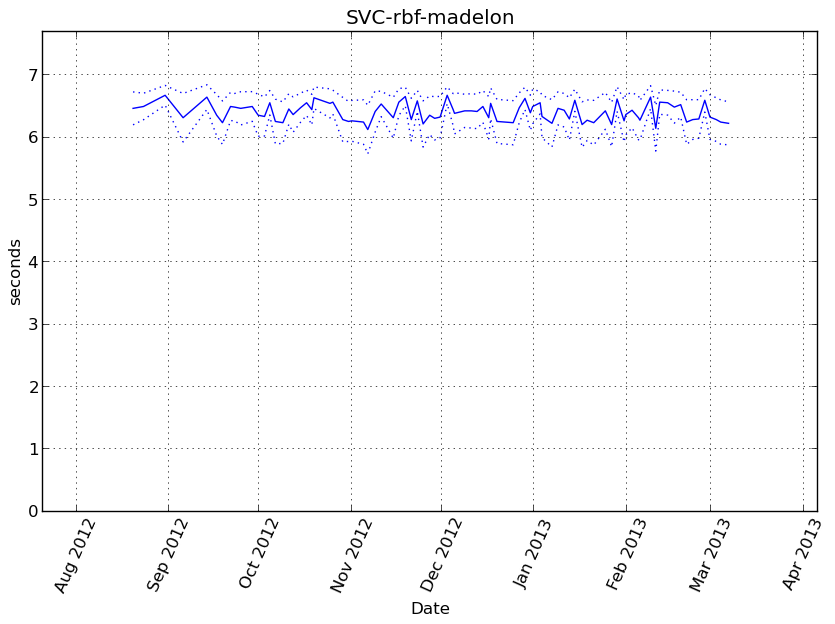 SVC-rbf-madelon
7
6
5
4
3
2
1
0
seconds
Aug 2012
Sep 2012
Oct 2012
Nov 2012
Dec 2012
Jan 2013
Feb 2013
Mar 2013
Apr 2013
Date